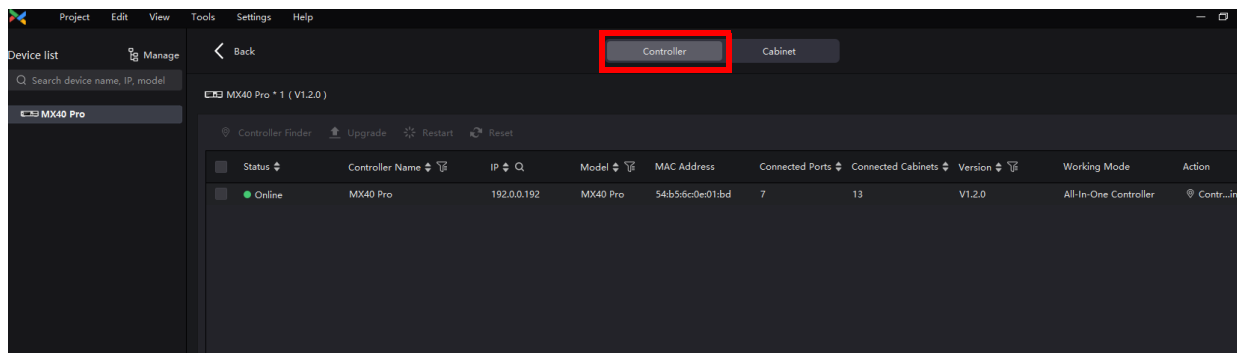 Project Edit View Tools Settings Help
Device list Manage
Back
Controller Cabinet
Search device name, IP, model
MX40 Pro * 1 ( V1.2.0 )
MX40 Pro
Controller Finder Upgrade Restart Reset
Status Controller Name IP Model MAC Address Connected Ports Connected Cabinets Version Working Mode Action
Online MX40 Pro 192.0.0.192 MX40 Pro 54:b5:6c:0e:01:bd 7 13 V1.2.0 All-In-One Controller Contr...in